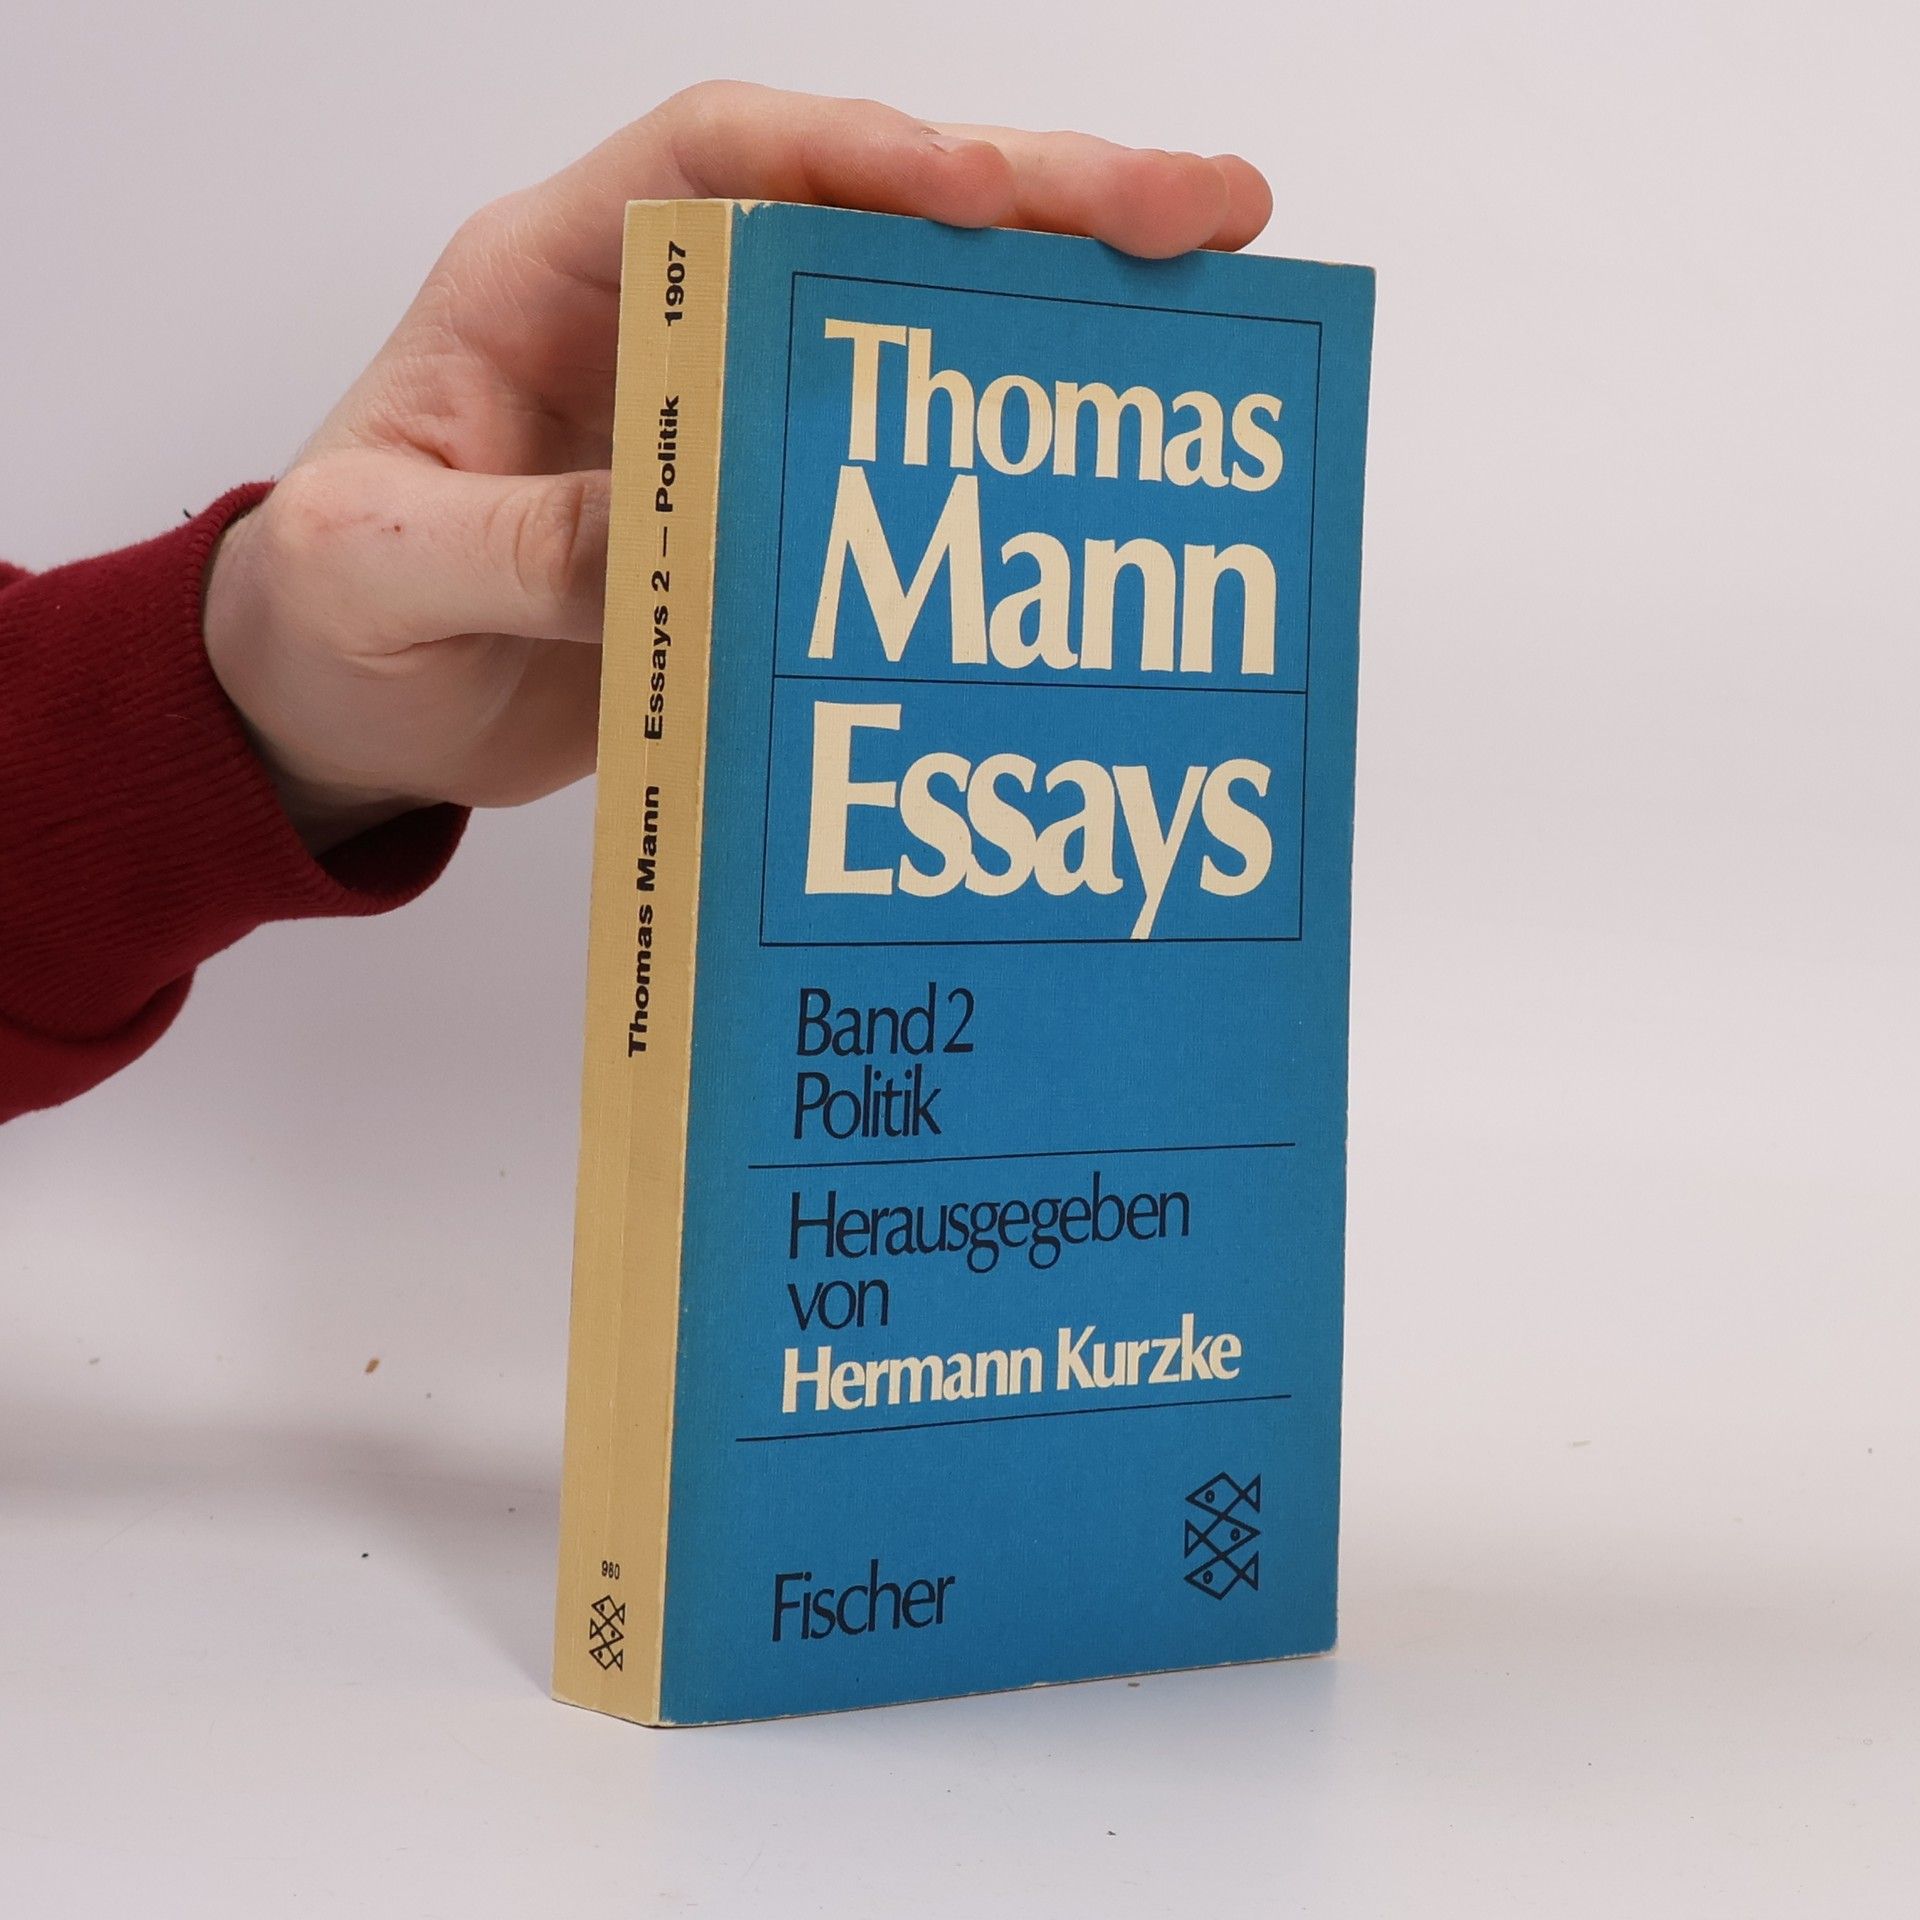 Thomas Mann Essays 2 — Politik 1907
980
Thomas
Mann
Essays
Band 2
Politik
Herausgegeben
von
Hermann Kurzke
Fischer